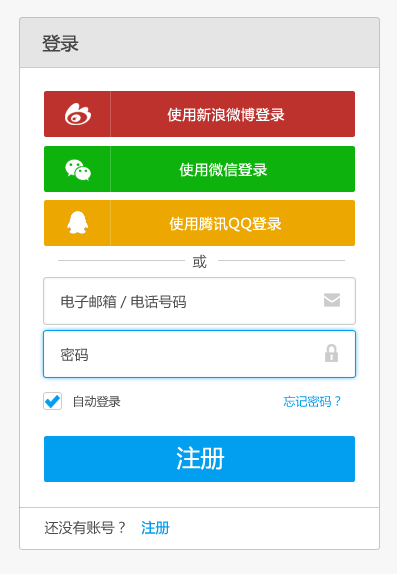 登录
使用新浪微博登录
使用微信登录
使用腾讯QQ登录
或
电子邮箱 / 电话号码
密码
自动登录 忘记密码？
注册
还没有账号？ 注册